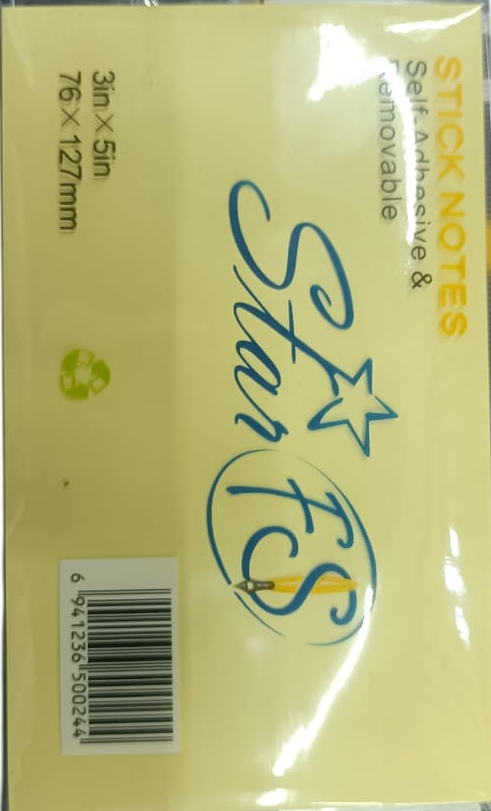 STICK NOTES
Self-Adhesive &
Removable
Star FS
3in × 5in
76 × 127mm
6 941236 500244